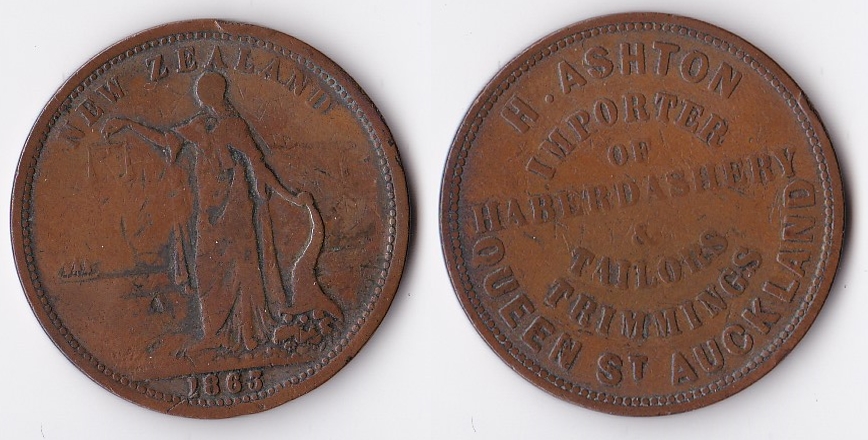 NEW ZEALAND
1863
H. ASHTON
IMPORTER
OF
HABERDASHERY
&
TAILORS
TRIMMINGS
QUEEN ST AUCKLAND